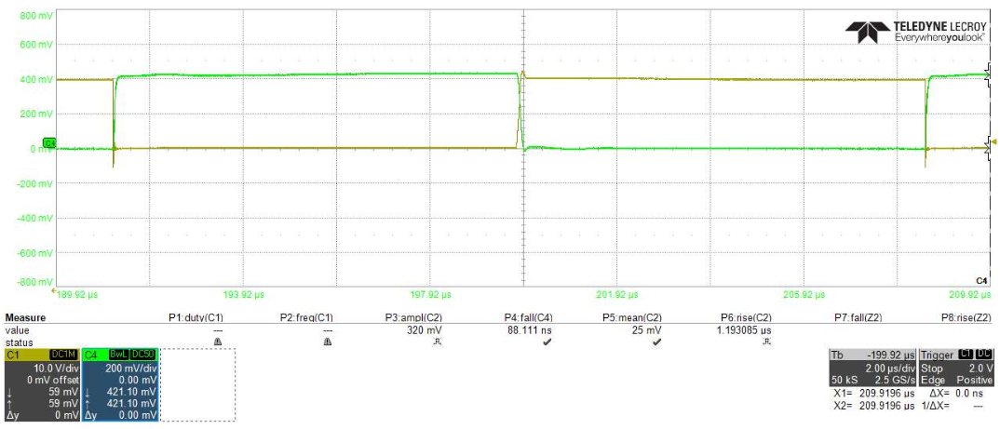 800 mV
TELEDYNE LECROY
Everywhereyoulook™
600 mV
400 mV
200 mV
C4 0 mV
-200 mV
-400 mV
-600 mV
-800 mV
C4
189.92 µs 193.92 µs 197.92 µs 201.92 µs 205.92 µs 209.92 µs
Measure P1:duty(C1) P2:freq(C1) P3:ampl(C2) P4:fall(C4) P5:mean(C2) P6:rise(C2) P7:fall(Z2) P8:rise(Z2)
value --- --- 320 mV 88.111 ns 25 mV 1.193085 µs
status
C1 DC1M C4 BwL DC50 Tb -199.92 µs Trigger C1 DC
10.0 V/div 200 mV/div 2.00 µs/div Stop 2.0 V
0 mV offset 0.00 mV 50 kS 2.5 GS/s Edge Positive
↓ 59 mV ↓ 421.10 mV X1= 209.9196 µs ΔX= 0.0 ns
↑ 59 mV ↑ 421.10 mV X2= 209.9196 µs 1/ΔX= ---
Δy 0 mV Δy 0.00 mV